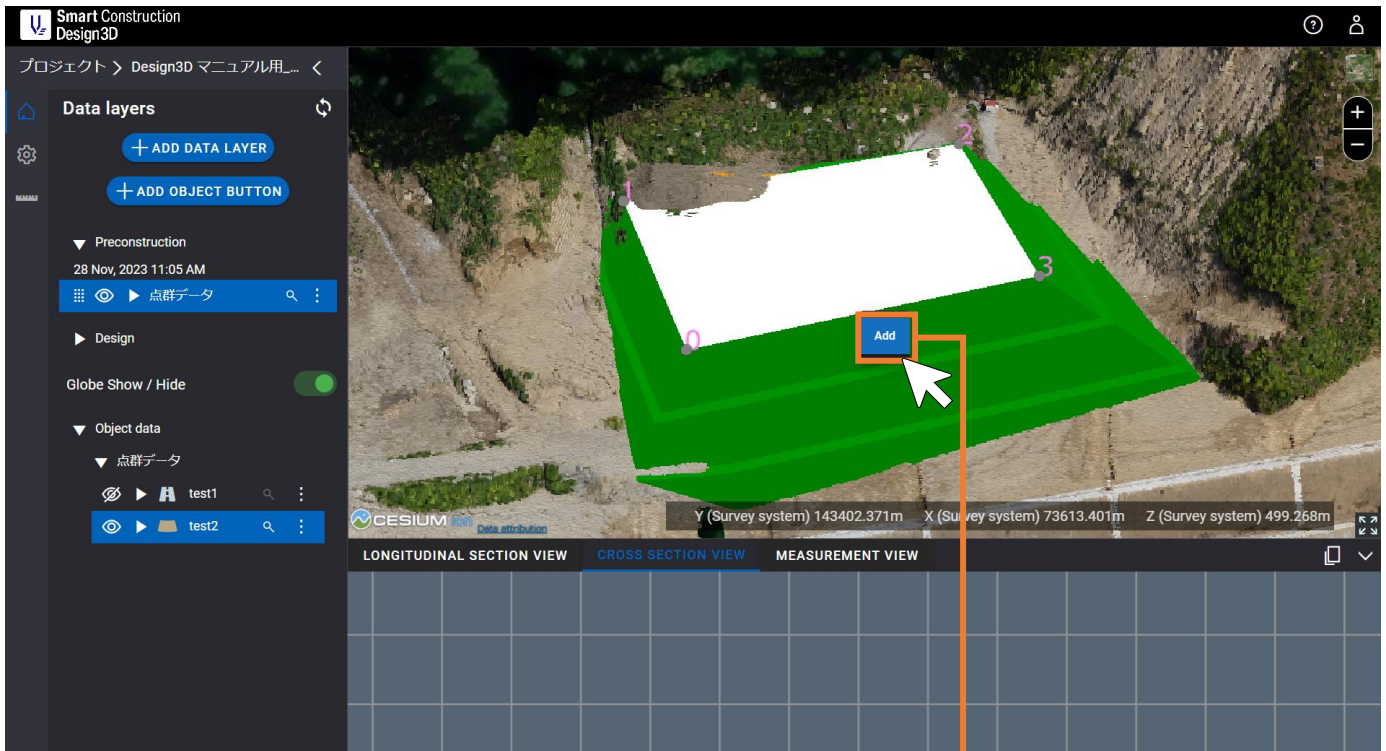 Smart Construction
Design3D
プロジェクト > Design3D マニュアル用_...
Data layers
+ ADD DATA LAYER
+ ADD OBJECT BUTTON
Preconstruction
28 Nov, 2023 11:05 AM
点群データ
Design
Globe Show / Hide
Object data
点群データ
test1
test2
2
1
3
0
Add
CESIUM ion
Data attribution
Y (Survey system) 143402.371m X (Survey system) 73613.401m Z (Survey system) 499.268m
LONGITUDINAL SECTION VIEW CROSS SECTION VIEW MEASUREMENT VIEW